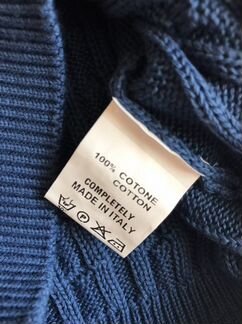 100% COTONE
COTTON
COMPLETELY
MADE IN ITALY